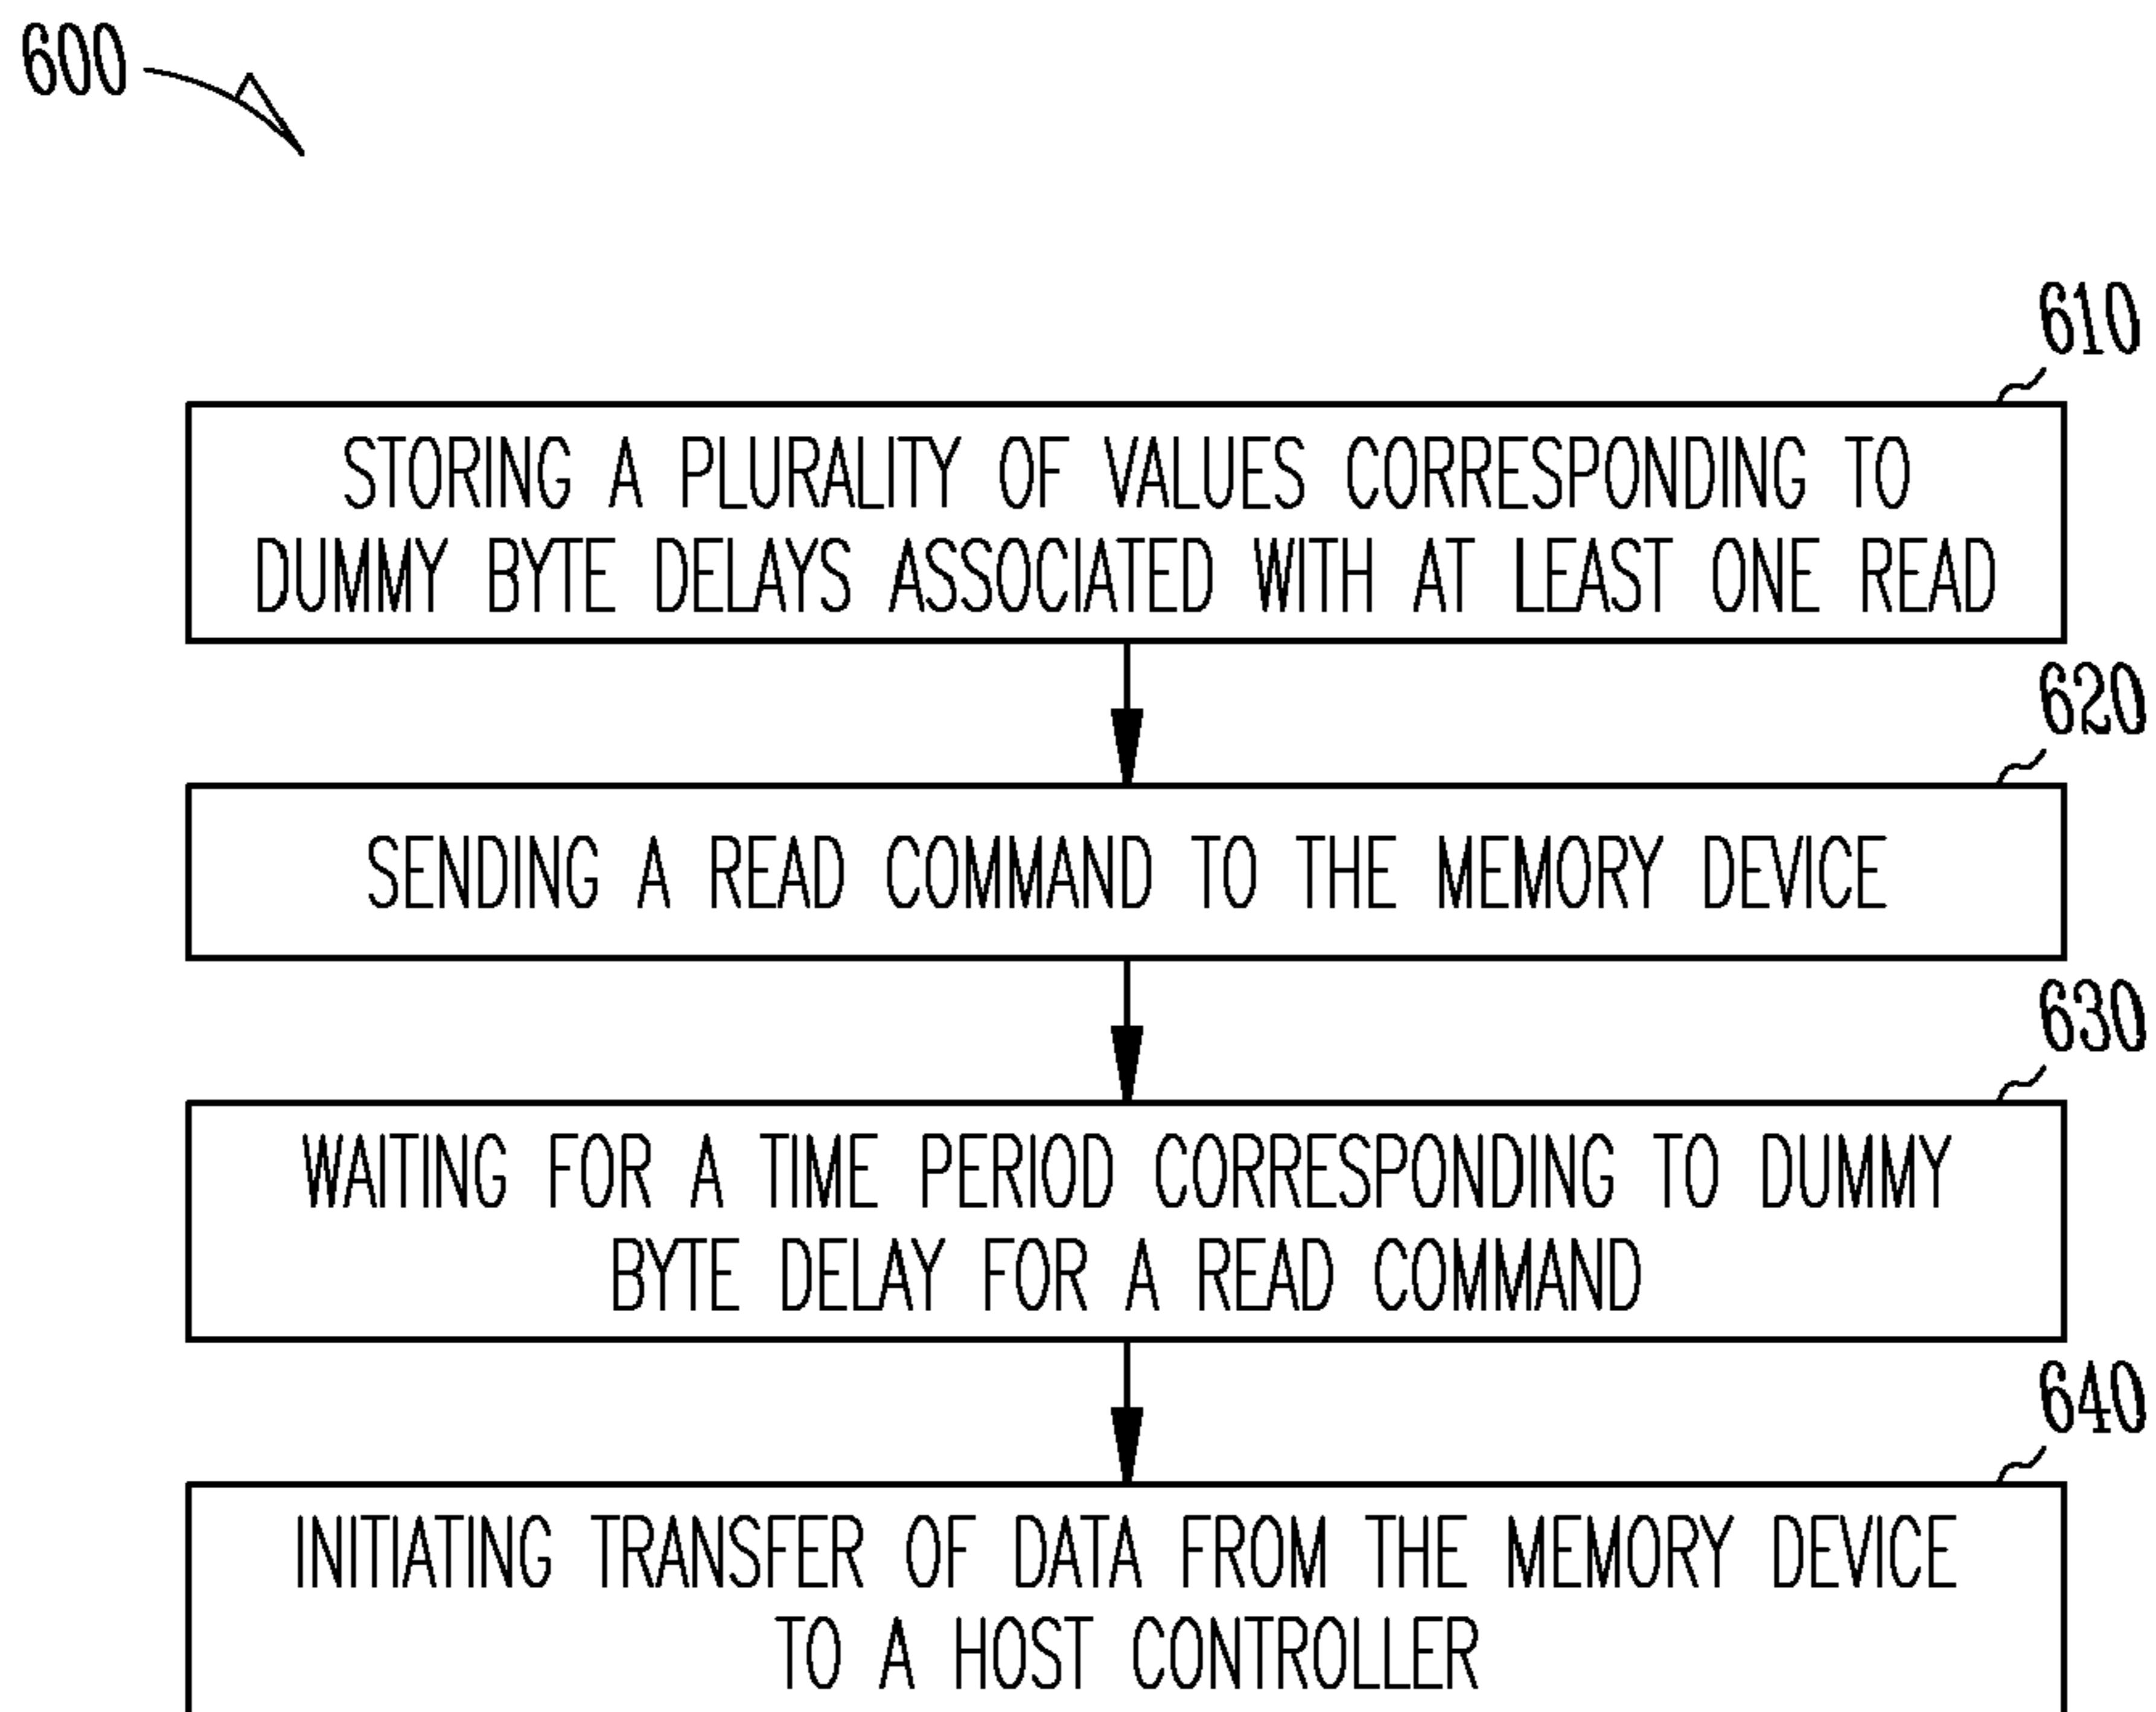 600
610
STORING A PLURALITY OF VALUES CORRESPONDING TO
DUMMY BYTE DELAYS ASSOCIATED WITH AT LEAST ONE READ
620
SENDING A READ COMMAND TO THE MEMORY DEVICE
630
WAITING FOR A TIME PERIOD CORRESPONDING TO DUMMY
BYTE DELAY FOR A READ COMMAND
640
INITIATING TRANSFER OF DATA FROM THE MEMORY DEVICE
TO A HOST CONTROLLER